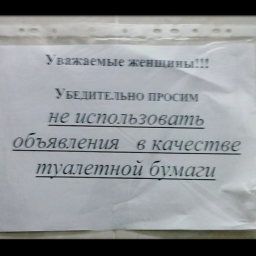 Уважаемые женщины!!!
Убедительно просим
не использовать
объявления в качестве
туалетной бумаги